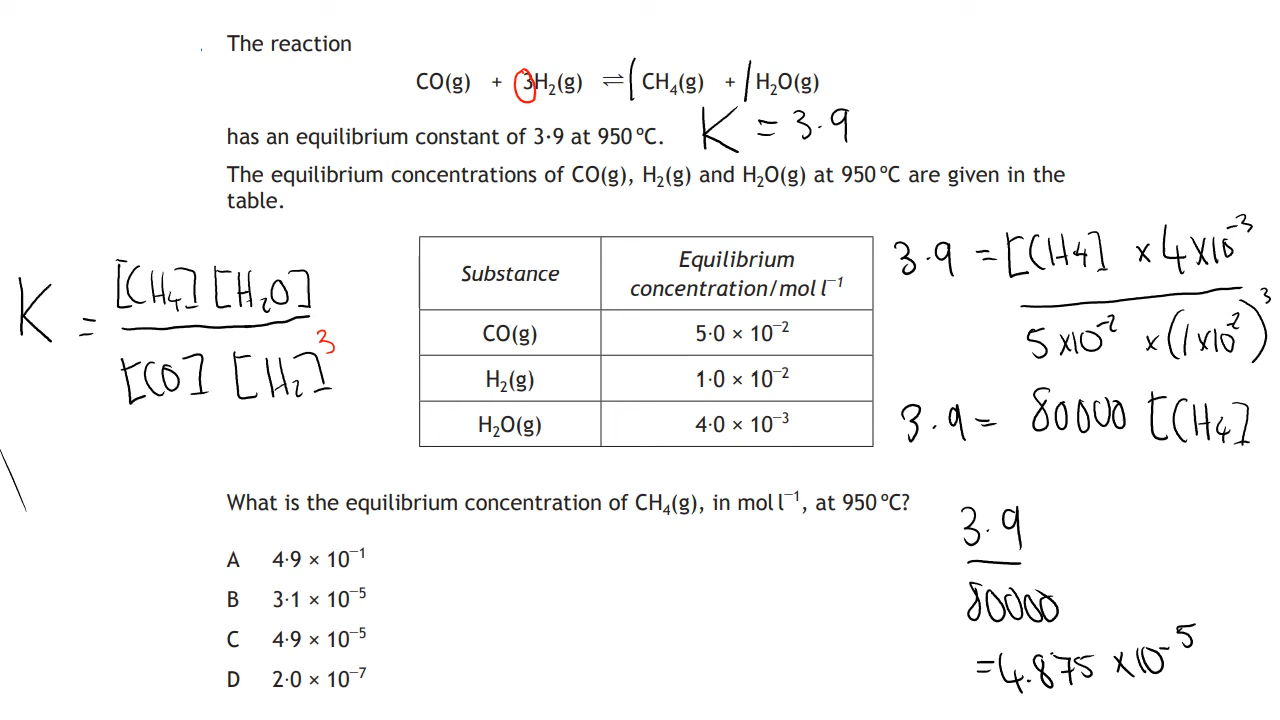 The reaction
CO(g) + 3H₂(g) ⇌ CH₄(g) + H₂O(g)
has an equilibrium constant of 3·9 at 950 °C.
K = 3.9
The equilibrium concentrations of CO(g), H₂(g) and H₂O(g) at 950 °C are given in the
table.
K = [CH₄] [H₂O] / [CO] [H₂]³
Substance Equilibrium concentration/mol l⁻¹
CO(g) 5·0 × 10⁻²
H₂(g) 1·0 × 10⁻²
H₂O(g) 4·0 × 10⁻³
3.9 = [CH4] × 4×10⁻³ / 5×10⁻² × (1×10⁻²)³
3.9 = 80000 [CH₄]
What is the equilibrium concentration of CH₄(g), in mol l⁻¹, at 950 °C?
A 4·9 × 10⁻¹
B 3·1 × 10⁻⁵
C 4·9 × 10⁻⁵
D 2·0 × 10⁻⁷
3.9
80000
= 4.875 × 10⁻⁵